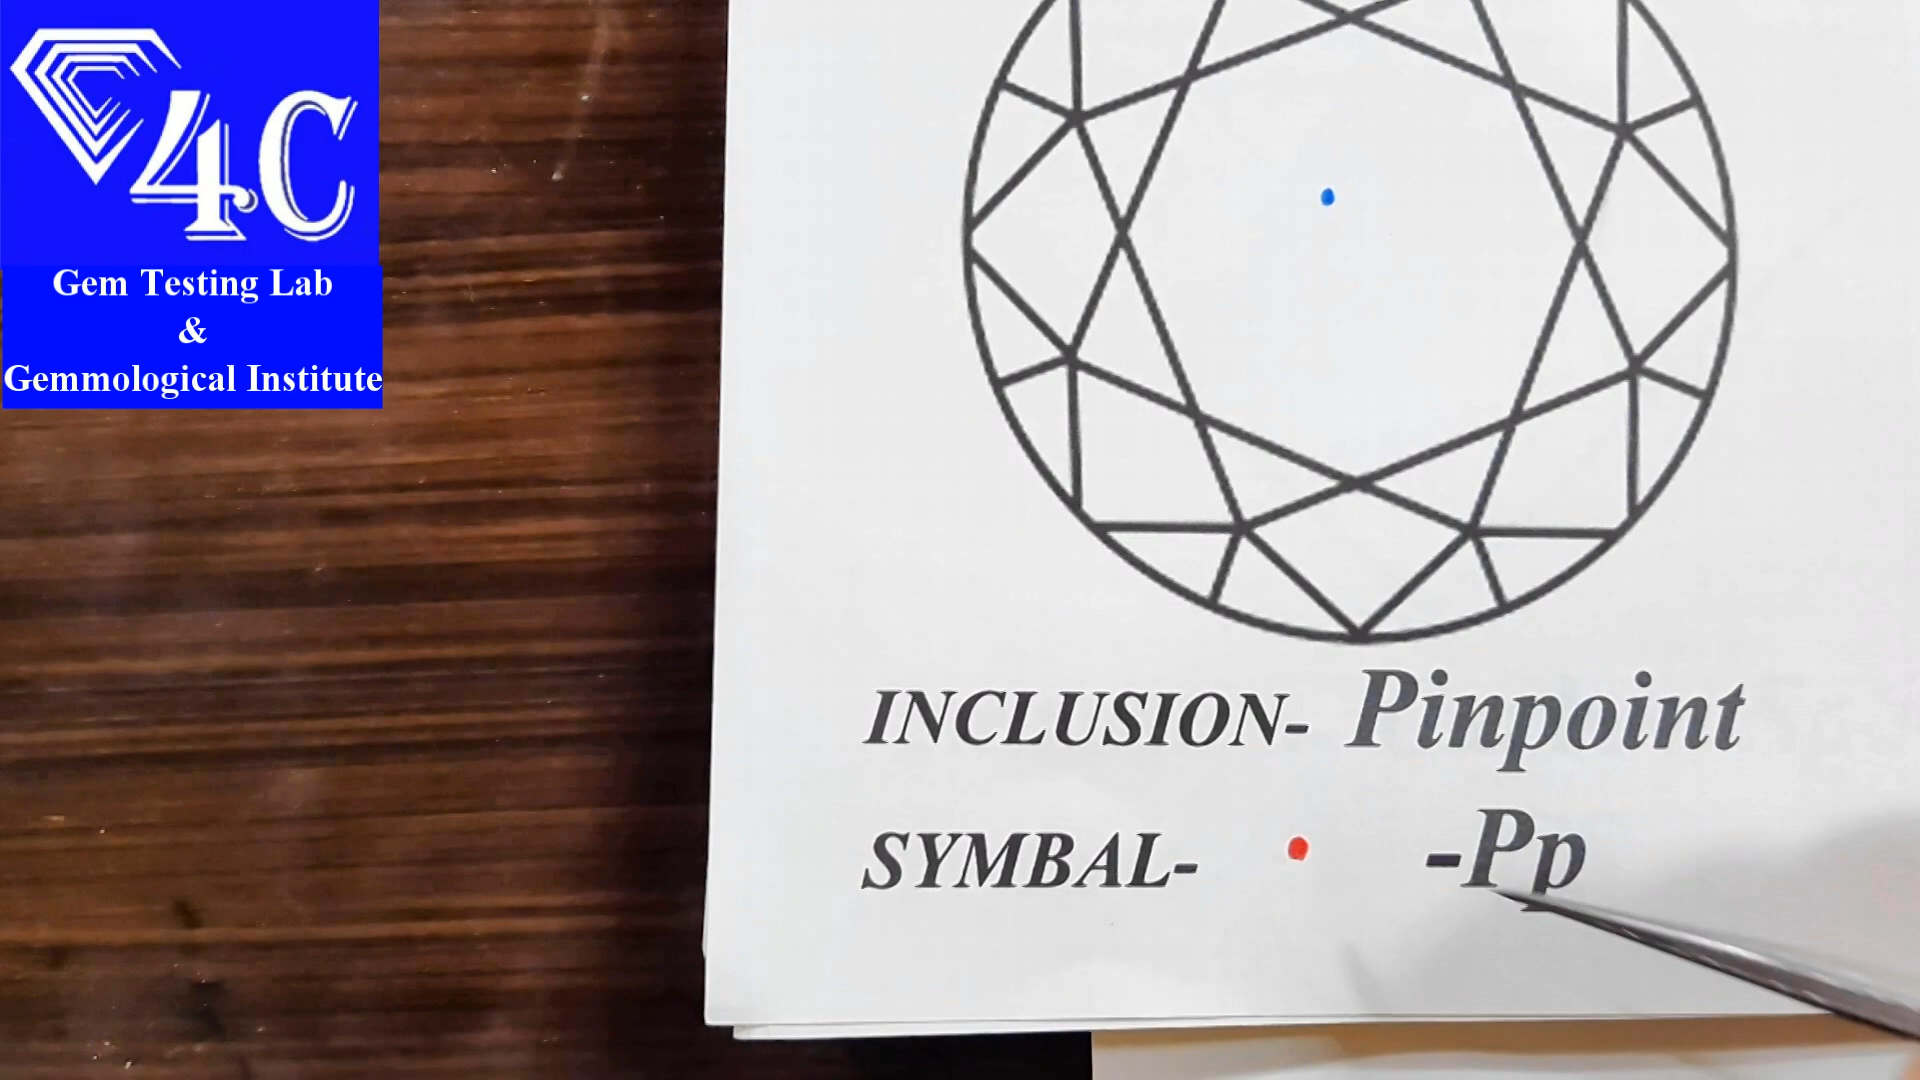 4C
Gem Testing Lab
&
Gemmological Institute
INCLUSION- Pinpoint
SYMBAL- -Pp